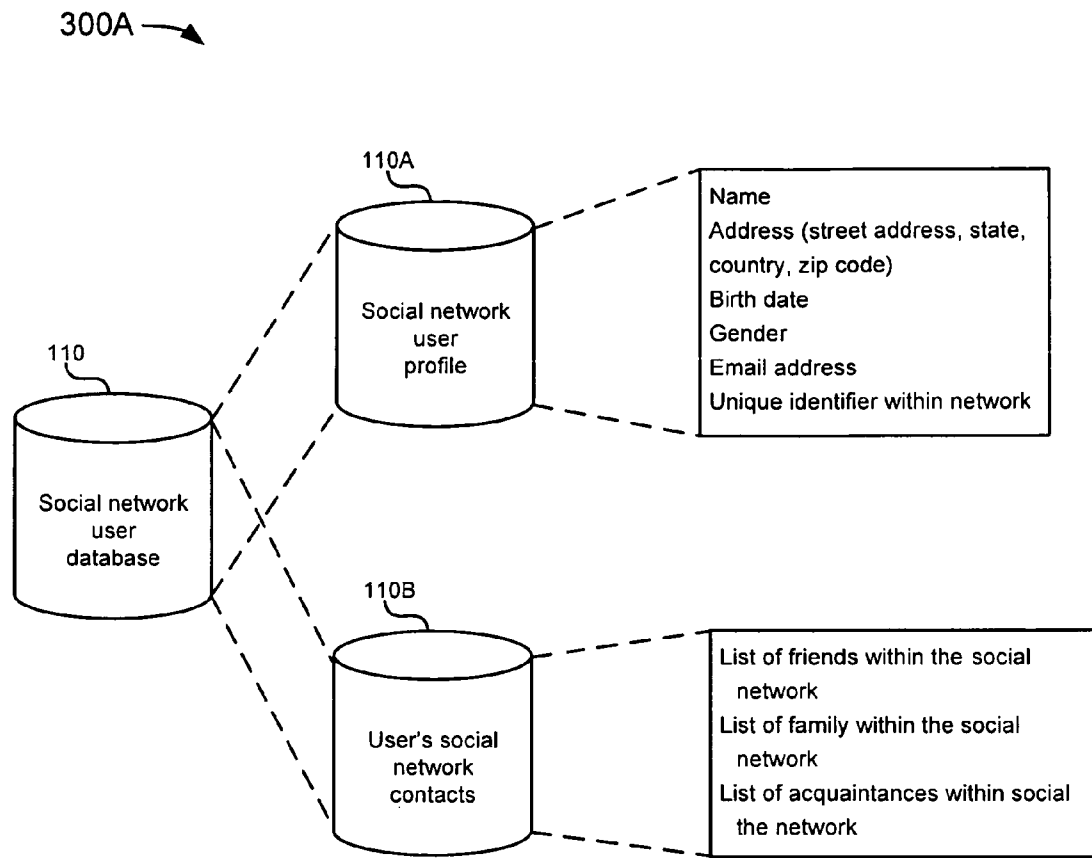 300A
110A
Social network
user
profile
Name
Address (street address, state,
country, zip code)
Birth date
Gender
Email address
Unique identifier within network
110
Social network
user
database
110B
User's social
network
contacts
List of friends within the social
network
List of family within the social
network
List of acquaintances within social
the network